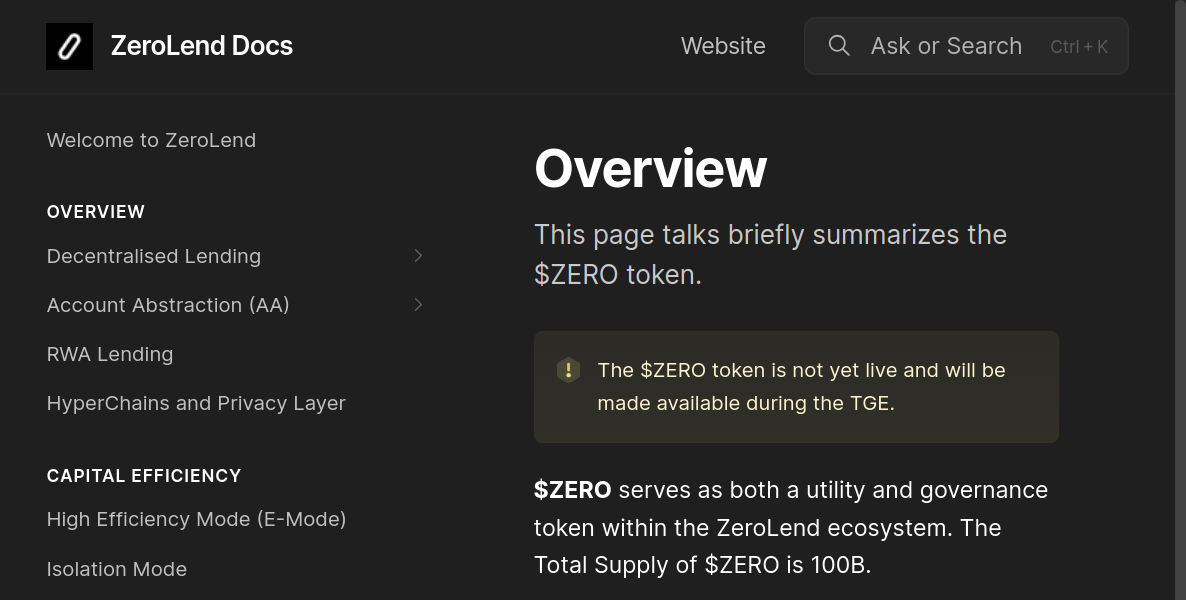 ZeroLend Docs
Website
Ask or Search
Ctrl + K
Welcome to ZeroLend
OVERVIEW
Decentralised Lending
Account Abstraction (AA)
RWA Lending
HyperChains and Privacy Layer
CAPITAL EFFICIENCY
High Efficiency Mode (E-Mode)
Isolation Mode
Overview
This page talks briefly summarizes the
$ZERO token.
The $ZERO token is not yet live and will be
made available during the TGE.
$ZERO serves as both a utility and governance
token within the ZeroLend ecosystem. The
Total Supply of $ZERO is 100B.